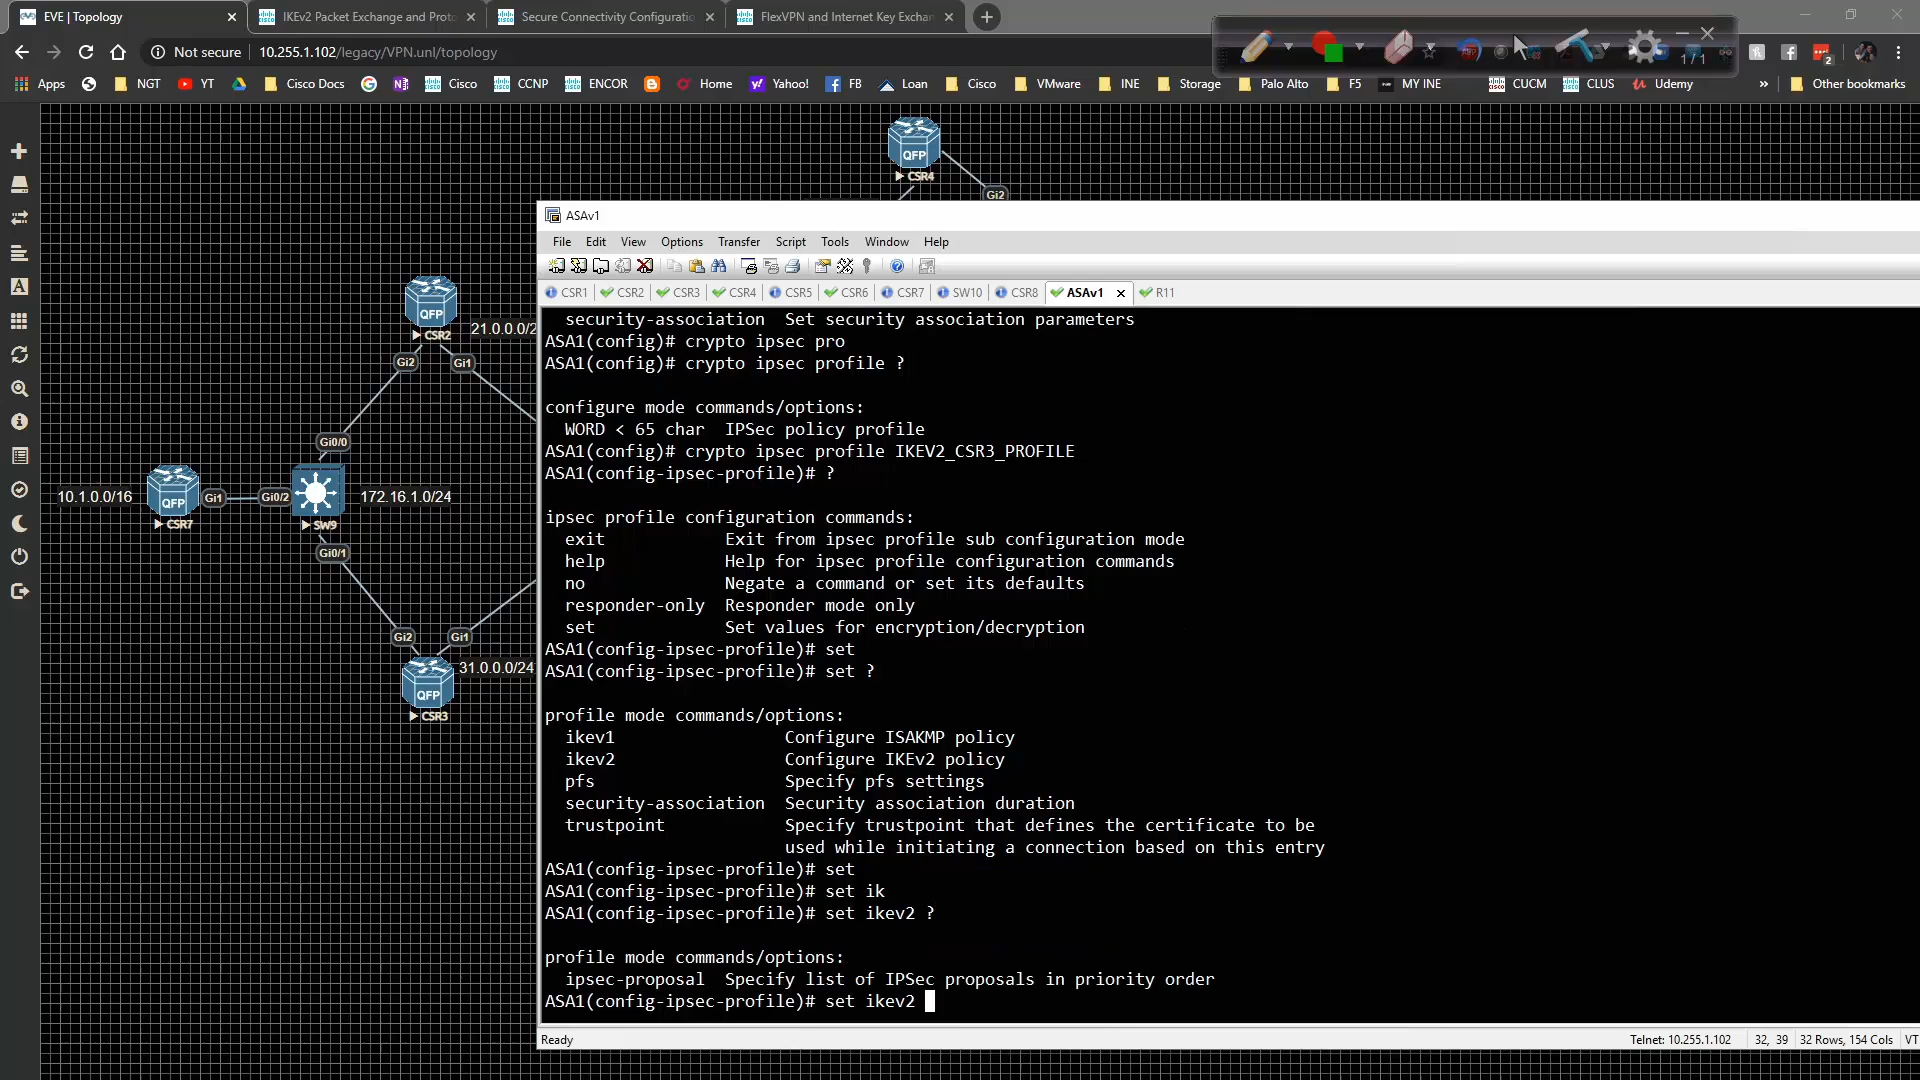 EVE | Topology
IKEv2 Packet Exchange and Proto
Secure Connectivity Configuratio
FlexVPN and Internet Key Exchan
Not secure
10.255.1.102/legacy/VPN.unl/topology
1 / 1
2
Apps
NGT
YT
Cisco Docs
Cisco
CCNP
ENCOR
Home
Yahoo!
FB
Loan
Cisco
VMware
INE
Storage
Palo Alto
F5
MY INE
CUCM
CLUS
Udemy
»
Other bookmarks
QFP
CSR4
Gi2
QFP
CSR2
21.0.0.0/2
Gi2
Gi1
Gi0/0
10.1.0.0/16
QFP
CSR7
Gi1
Gi0/2
SW9
172.16.1.0/24
Gi0/1
Gi2
Gi1
31.0.0.0/24
QFP
CSR3
ASAv1
File Edit View Options Transfer Script Tools Window Help
CSR1 CSR2 CSR3 CSR4 CSR5 CSR6 CSR7 SW10 CSR8 ASAv1 R11
security-association  Set security association parameters
ASA1(config)# crypto ipsec pro
ASA1(config)# crypto ipsec profile ?
configure mode commands/options:
WORD < 65 char  IPSec policy profile
ASA1(config)# crypto ipsec profile IKEV2_CSR3_PROFILE
ASA1(config-ipsec-profile)# ?
ipsec profile configuration commands:
exit            Exit from ipsec profile sub configuration mode
help            Help for ipsec profile configuration commands
no              Negate a command or set its defaults
responder-only  Responder mode only
set             Set values for encryption/decryption
ASA1(config-ipsec-profile)# set
ASA1(config-ipsec-profile)# set ?
profile mode commands/options:
ikev1                 Configure ISAKMP policy
ikev2                 Configure IKEv2 policy
pfs                   Specify pfs settings
security-association  Security association duration
trustpoint            Specify trustpoint that defines the certificate to be
used while initiating a connection based on this entry
ASA1(config-ipsec-profile)# set
ASA1(config-ipsec-profile)# set ik
ASA1(config-ipsec-profile)# set ikev2 ?
profile mode commands/options:
ipsec-proposal  Specify list of IPSec proposals in priority order
ASA1(config-ipsec-profile)# set ikev2
Ready
Telnet: 10.255.1.102
32, 39
32 Rows, 154 Cols
VT